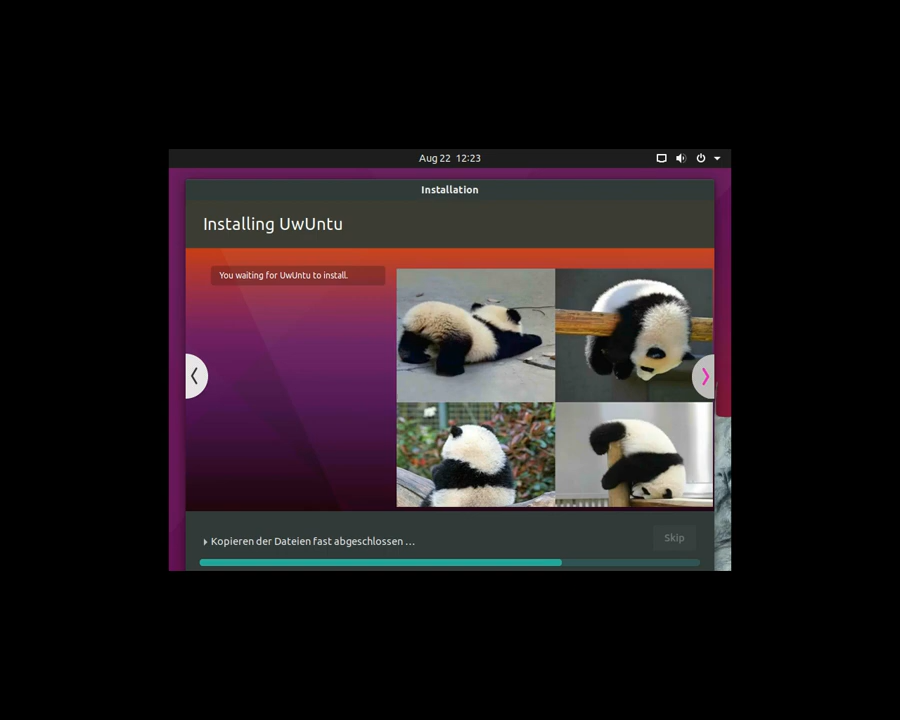 Aug 22 12:23
Installation
Installing UwUntu
You waiting for UwUntu to install.
Kopieren der Dateien fast abgeschlossen ...
Skip